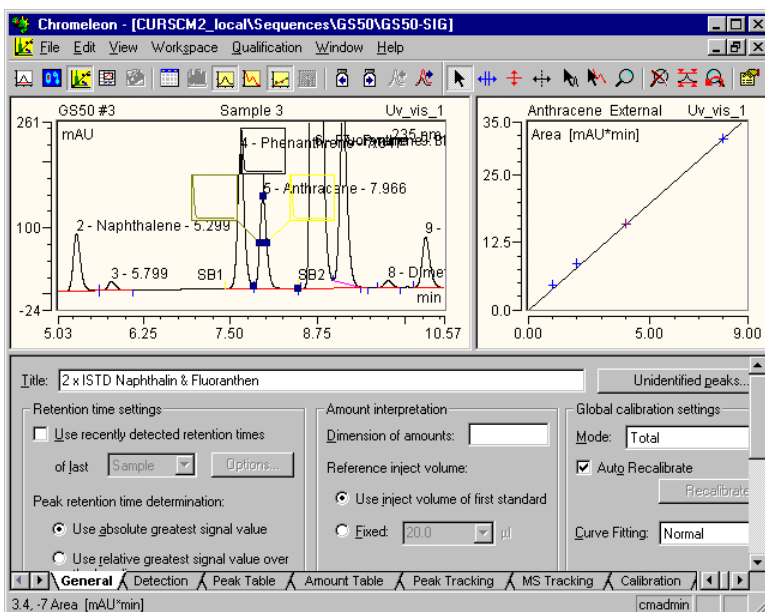 Chromeleon - [CURSCM2_local\Sequences\GS50\GS50-SIG]
File Edit View Workspace Qualification Window Help
GS50 #3 Sample 3 Uv_vis_1
261 mAU 235 nm
4 - Phenanthrene - 7.647
5 - Anthracene - 7.966
100
2 - Naphthalene - 5.299
9 -
3 - 5.799 SB1 SB2 8 - Dimet
-24 min
5.03 6.25 7.50 8.75 10.57
Anthracene External Uv_vis_1
35.0 Area [mAU*min]
25.0
12.5
0.0
0.00 5.00 9.00
Title: 2 x ISTD Naphthalin & Fluoranthen Unidentified peaks...
Retention time settings
Use recently detected retention times
of last Sample Options...
Peak retention time determination:
Use absolute greatest signal value
Use relative greatest signal value over
Amount interpretation
Dimension of amounts:
Reference inject volume:
Use inject volume of first standard
Fixed: 20.0 µl
Global calibration settings
Mode: Total
Auto Recalibrate
Recalibrate
Curve Fitting: Normal
General Detection Peak Table Amount Table Peak Tracking MS Tracking Calibration
3.4, -7 Area [mAU*min] cmadmin